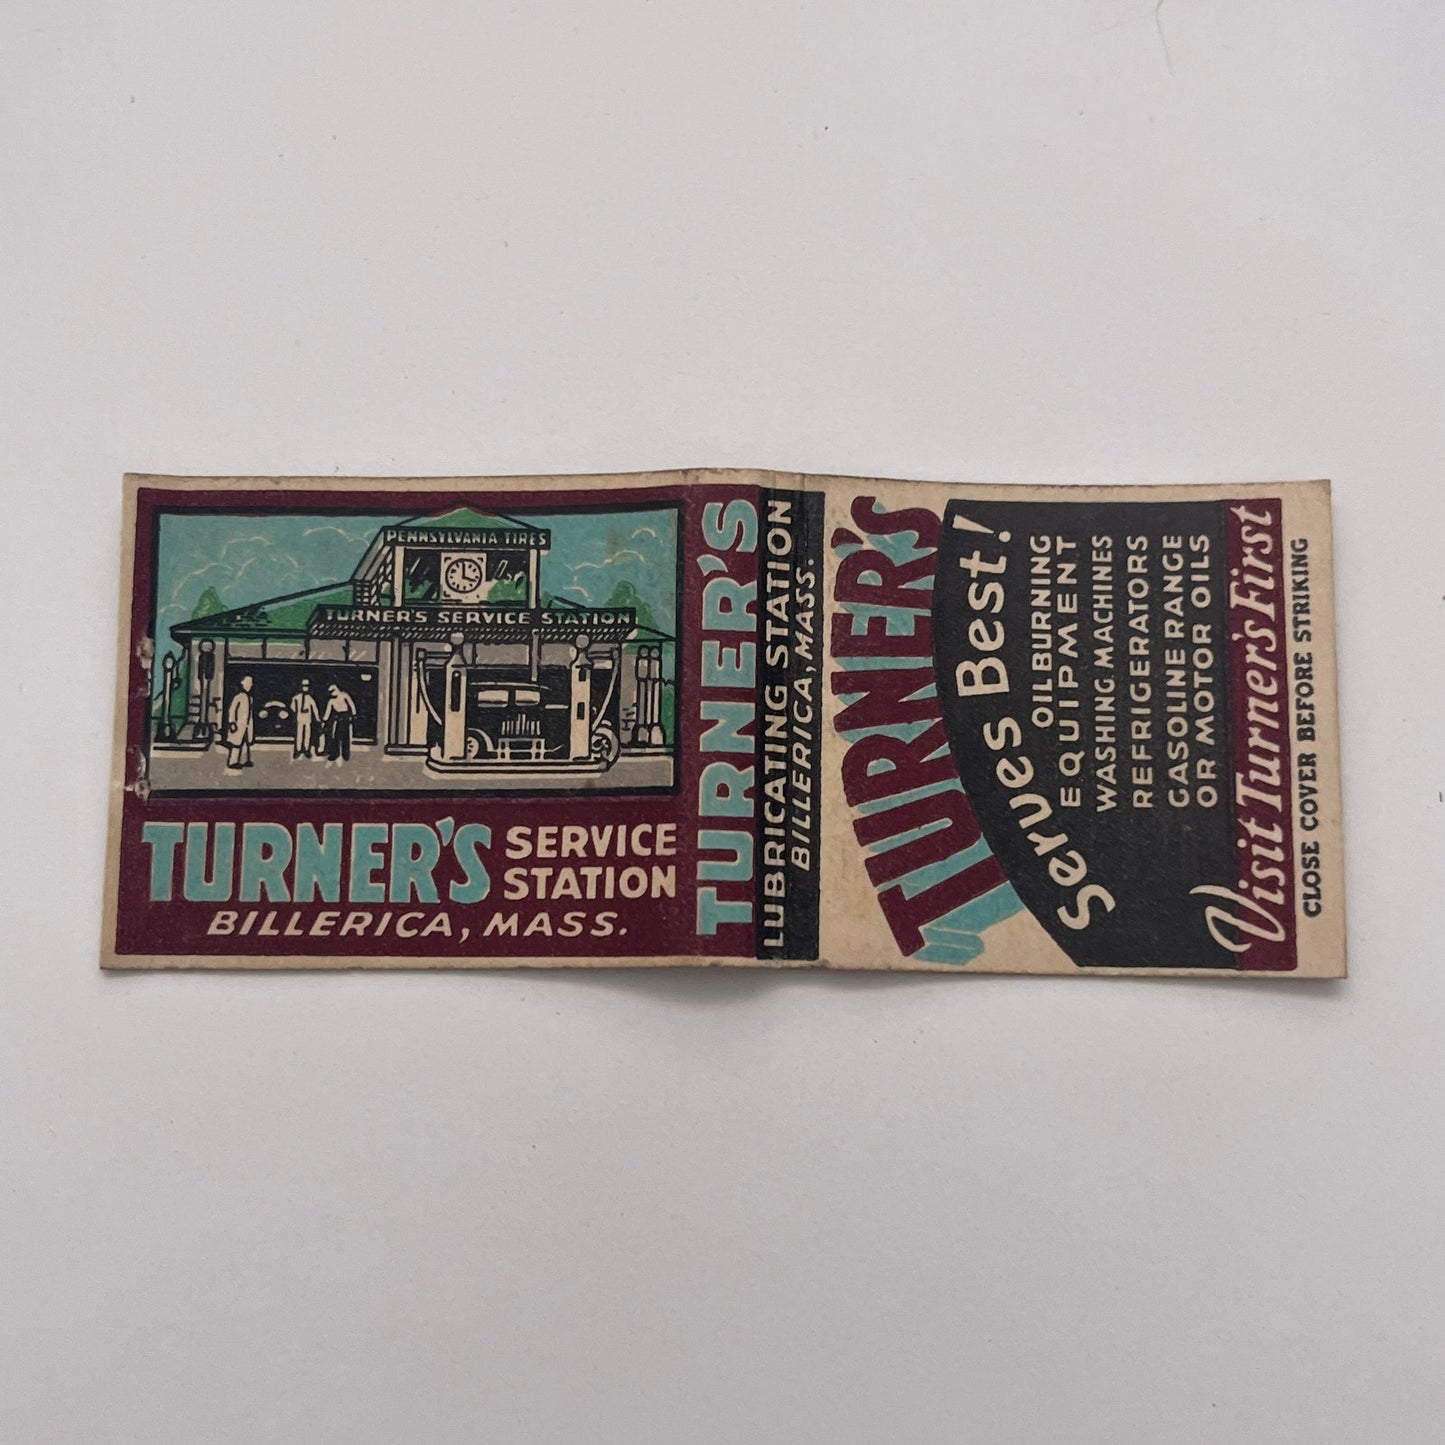 PENNSYLVANIA TIRES
TURNER'S SERVICE STATION
TURNER'S SERVICE
STATION
BILLERICA, MASS.
TURNER'S
LUBRICATING STATION
BILLERICA, MASS.
TURNER'S
Serves Best!
OIL BURNING
EQUIPMENT
WASHING MACHINES
REFRIGERATORS
GASOLINE RANGE
OR MOTOR OILS
Visit Turner's First
CLOSE COVER BEFORE STRIKING